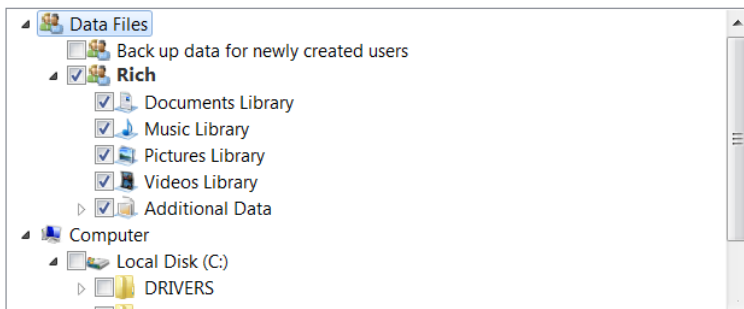 Data Files
Back up data for newly created users
Rich
Documents Library
Music Library
Pictures Library
Videos Library
Additional Data
Computer
Local Disk (C:)
DRIVERS